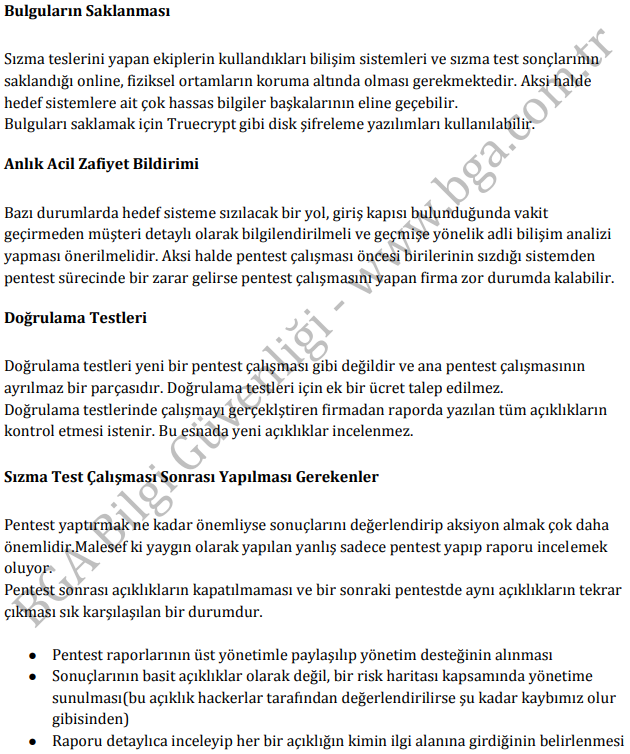 Bulguların Saklanması
Sızma teslerini yapan ekiplerin kullandıkları bilişim sistemleri ve sızma test sonçlarının
saklandığı online, fiziksel ortamların koruma altında olması gerekmektedir. Aksi halde
hedef sistemlere ait çok hassas bilgiler başkalarının eline geçebilir.
Bulguları saklamak için Truecrypt gibi disk şifreleme yazılımları kullanılabilir.
Anlık Acil Zafiyet Bildirimi
Bazı durumlarda hedef sisteme sızılacak bir yol, giriş kapısı bulunduğunda vakit
geçirmeden müşteri detaylı olarak bilgilendirilmeli ve geçmişe yönelik adli bilişim analizi
yapması önerilmelidir. Aksi halde pentest çalışması öncesi birilerinin sızdığı sistemden
pentest sürecinde bir zarar gelirse pentest çalışmasını yapan firma zor durumda kalabilir.
Doğrulama Testleri
Doğrulama testleri yeni bir pentest çalışması gibi değildir ve ana pentest çalışmasının
ayrılmaz bir parçasıdır. Doğrulama testleri için ek bir ücret talep edilmez.
Doğrulama testlerinde çalışmayı gerçeklştiren firmadan raporda yazılan tüm açıklıkların
kontrol etmesi istenir. Bu esnada yeni açıklıklar incelenmez.
Sızma Test Çalışması Sonrası Yapılması Gerekenler
Pentest yaptırmak ne kadar önemliyse sonuçlarını değerlendirip aksiyon almak çok daha
önemlidir.Malesef ki yaygın olarak yapılan yanlış sadece pentest yapıp raporu incelemek
oluyor.
Pentest sonrası açıklıkların kapatılmaması ve bir sonraki pentestde aynı açıklıkların tekrar
çıkması sık karşılaşılan bir durumdur.
● Pentest raporlarının üst yönetimle paylaşılıp yönetim desteğinin alınması
● Sonuçlarının basit açıklıklar olarak değil, bir risk haritası kapsamında yönetime
sunulması(bu açıklık hackerlar tarafından değerlendirilirse şu kadar kaybımız olur
gibisinden)
● Raporu detaylıca inceleyip her bir açıklığın kimin ilgi alanına girdiğinin belirlenmesi
BGA Bilgi Güvenliği - www.bga.com.tr